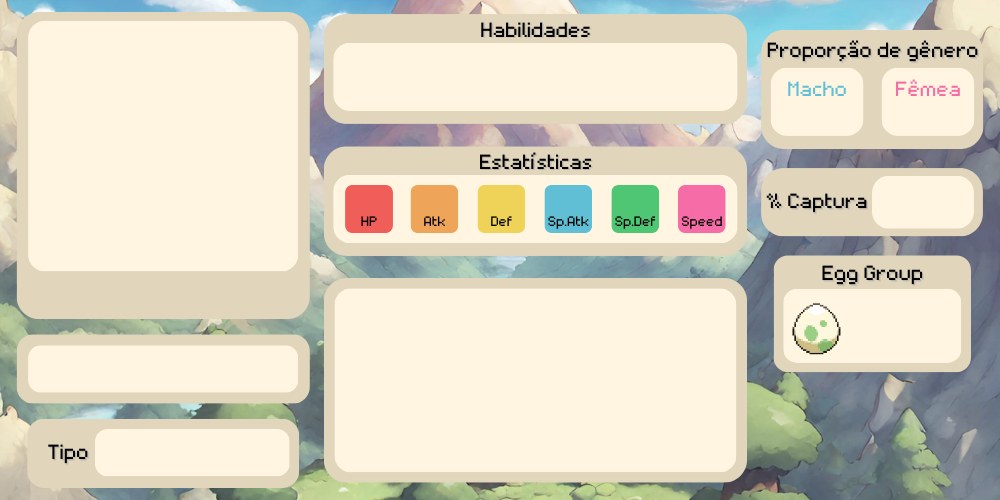 Habilidades
Estatísticas
HP
Atk
Def
Sp.Atk
Sp.Def
Speed
Tipo
Proporção de gênero
Macho
Fêmea
% Captura
Egg Group